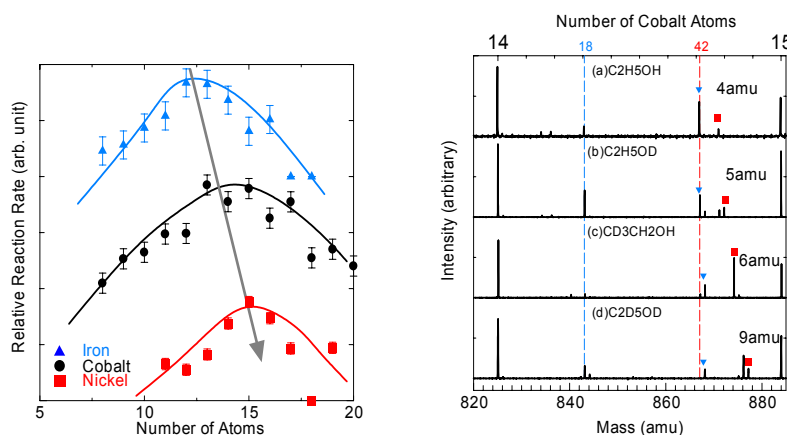 Relative Reaction Rate (arb. unit)
Iron
Cobalt
Nickel
5
10
15
20
Number of Atoms
Number of Cobalt Atoms
14
18
42
15
(a)C2H5OH
4amu
(b)C2H5OD
5amu
(c)CD3CH2OH
6amu
(d)C2D5OD
9amu
Intensity (arbitrary)
820
840
860
880
Mass (amu)